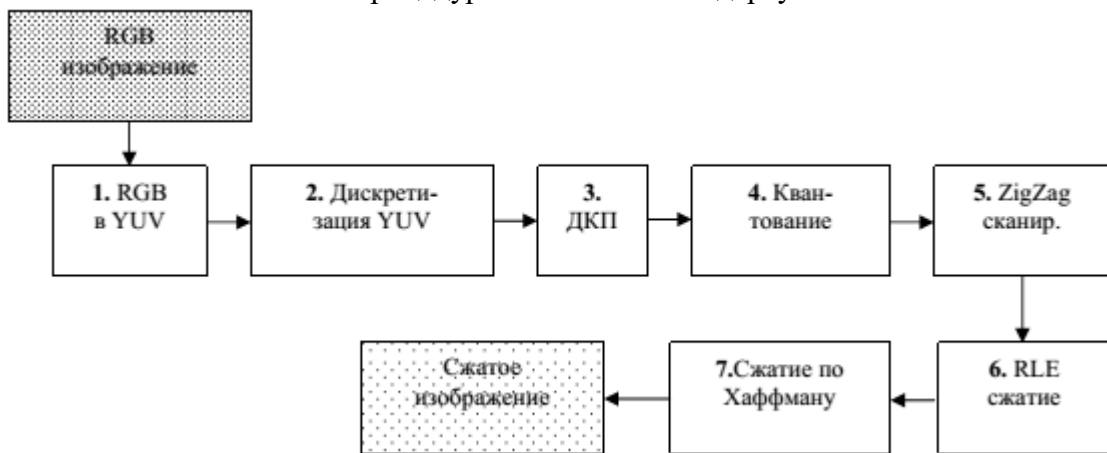 RGB
изображение
1. RGB
в YUV
2. Дискрети-
зация YUV
3.
ДКП
4. Кван-
тование
5. ZigZag
сканир.
6. RLE
сжатие
7.Сжатие по
Хаффману
Сжатое
изображение